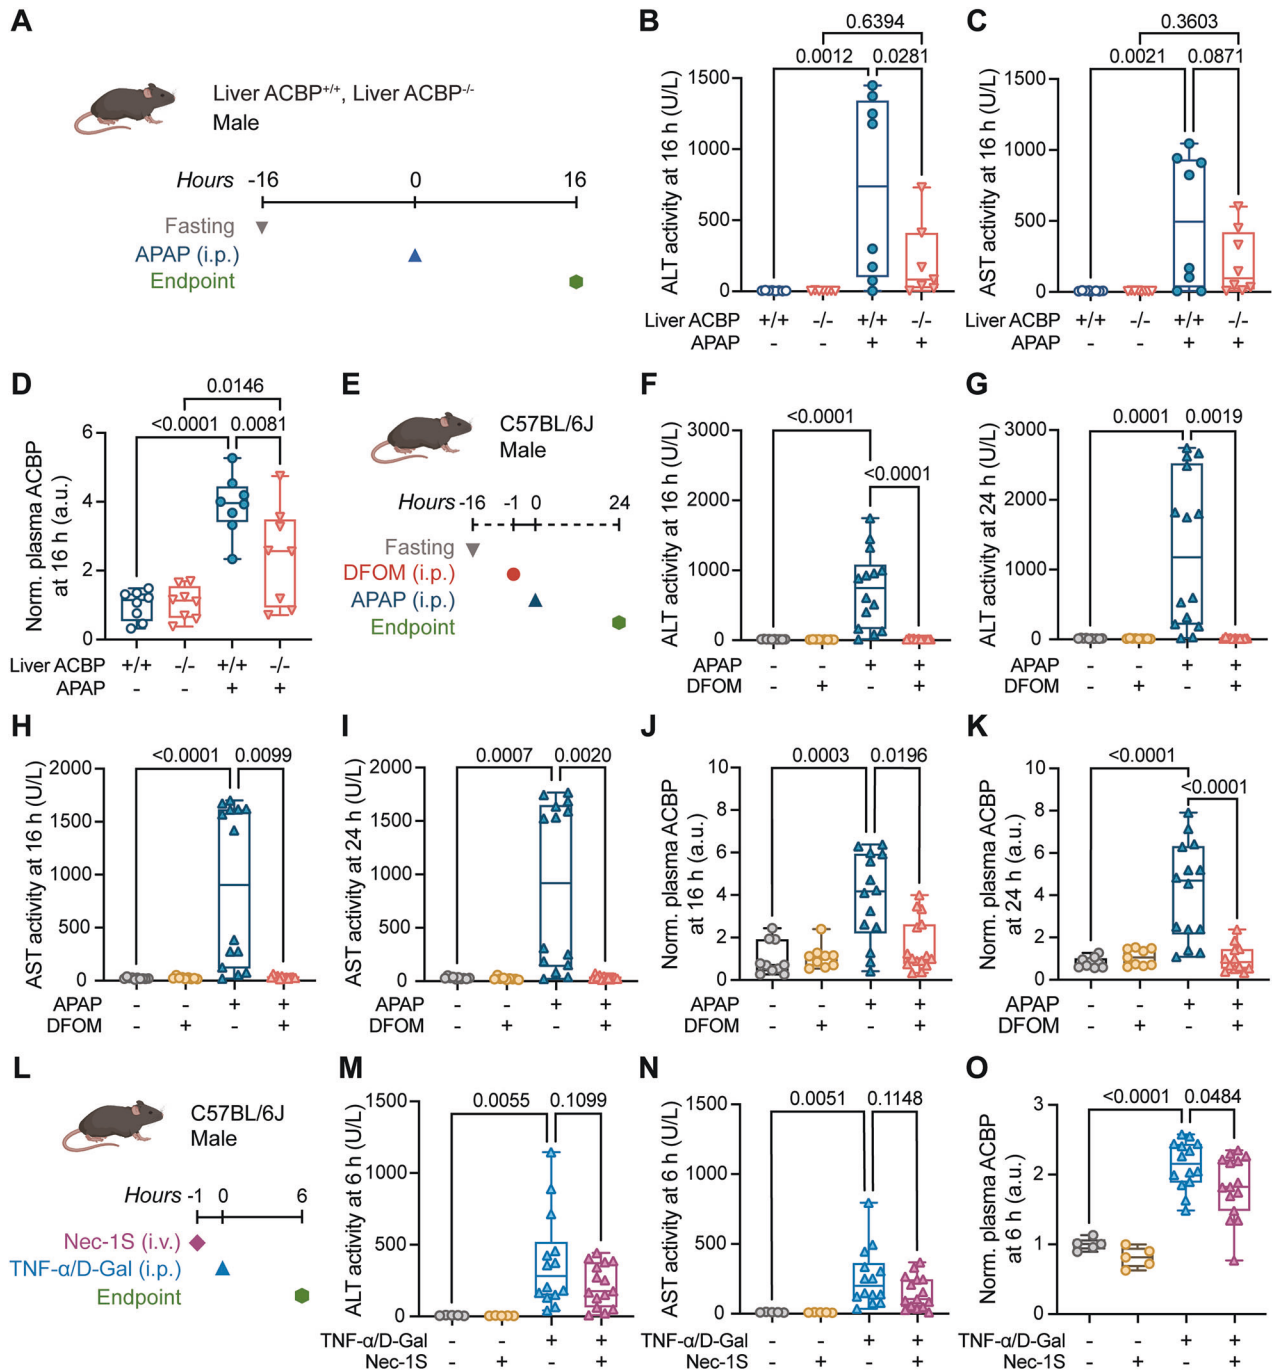 A
Liver ACBP+/+, Liver ACBP-/-
Male
Hours -16 0 16
Fasting
APAP (i.p.)
Endpoint
B
0.6394
0.0012 0.0281
ALT activity at 16 h (U/L)
1500
1000
500
0
Liver ACBP +/+ -/- +/+ -/-
APAP - - + +
C
0.3603
0.0021 0.0871
AST activity at 16 h (U/L)
1500
1000
500
0
Liver ACBP +/+ -/- +/+ -/-
APAP - - + +
D
0.0146
<0.0001 0.0081
Norm. plasma ACBP
at 16 h (a.u.)
6
4
2
0
Liver ACBP +/+ -/- +/+ -/-
APAP - - + +
E
C57BL/6J
Male
Hours -16 -1 0 24
Fasting
DFOM (i.p.)
APAP (i.p.)
Endpoint
F
<0.0001
<0.0001
ALT activity at 16 h (U/L)
3000
2000
1000
0
APAP - - + +
DFOM - + - +
G
0.0001 0.0019
ALT activity at 24 h (U/L)
3000
2000
1000
0
APAP - - + +
DFOM - + - +
H
<0.0001 0.0099
AST activity at 16 h (U/L)
2000
1500
1000
500
0
APAP - - + +
DFOM - + - +
I
0.0007 0.0020
AST activity at 24 h (U/L)
2000
1500
1000
500
0
APAP - - + +
DFOM - + - +
J
0.0003 0.0196
Norm. plasma ACBP
at 16 h (a.u.)
10
8
6
4
2
0
APAP - - + +
DFOM - + - +
K
<0.0001
<0.0001
Norm. plasma ACBP
at 24 h (a.u.)
10
8
6
4
2
0
APAP - - + +
DFOM - + - +
L
C57BL/6J
Male
Hours -1 0 6
Nec-1S (i.v.)
TNF-α/D-Gal (i.p.)
Endpoint
M
0.0055 0.1099
ALT activity at 6 h (U/L)
1500
1000
500
0
TNF-α/D-Gal - - + +
Nec-1S - + - +
N
0.0051 0.1148
AST activity at 6 h (U/L)
1500
1000
500
0
TNF-α/D-Gal - - + +
Nec-1S - + - +
O
<0.00001 0.0484
Norm. plasma ACBP
at 6 h (a.u.)
3
2
1
0
TNF-α/D-Gal - - + +
Nec-1S - + - +